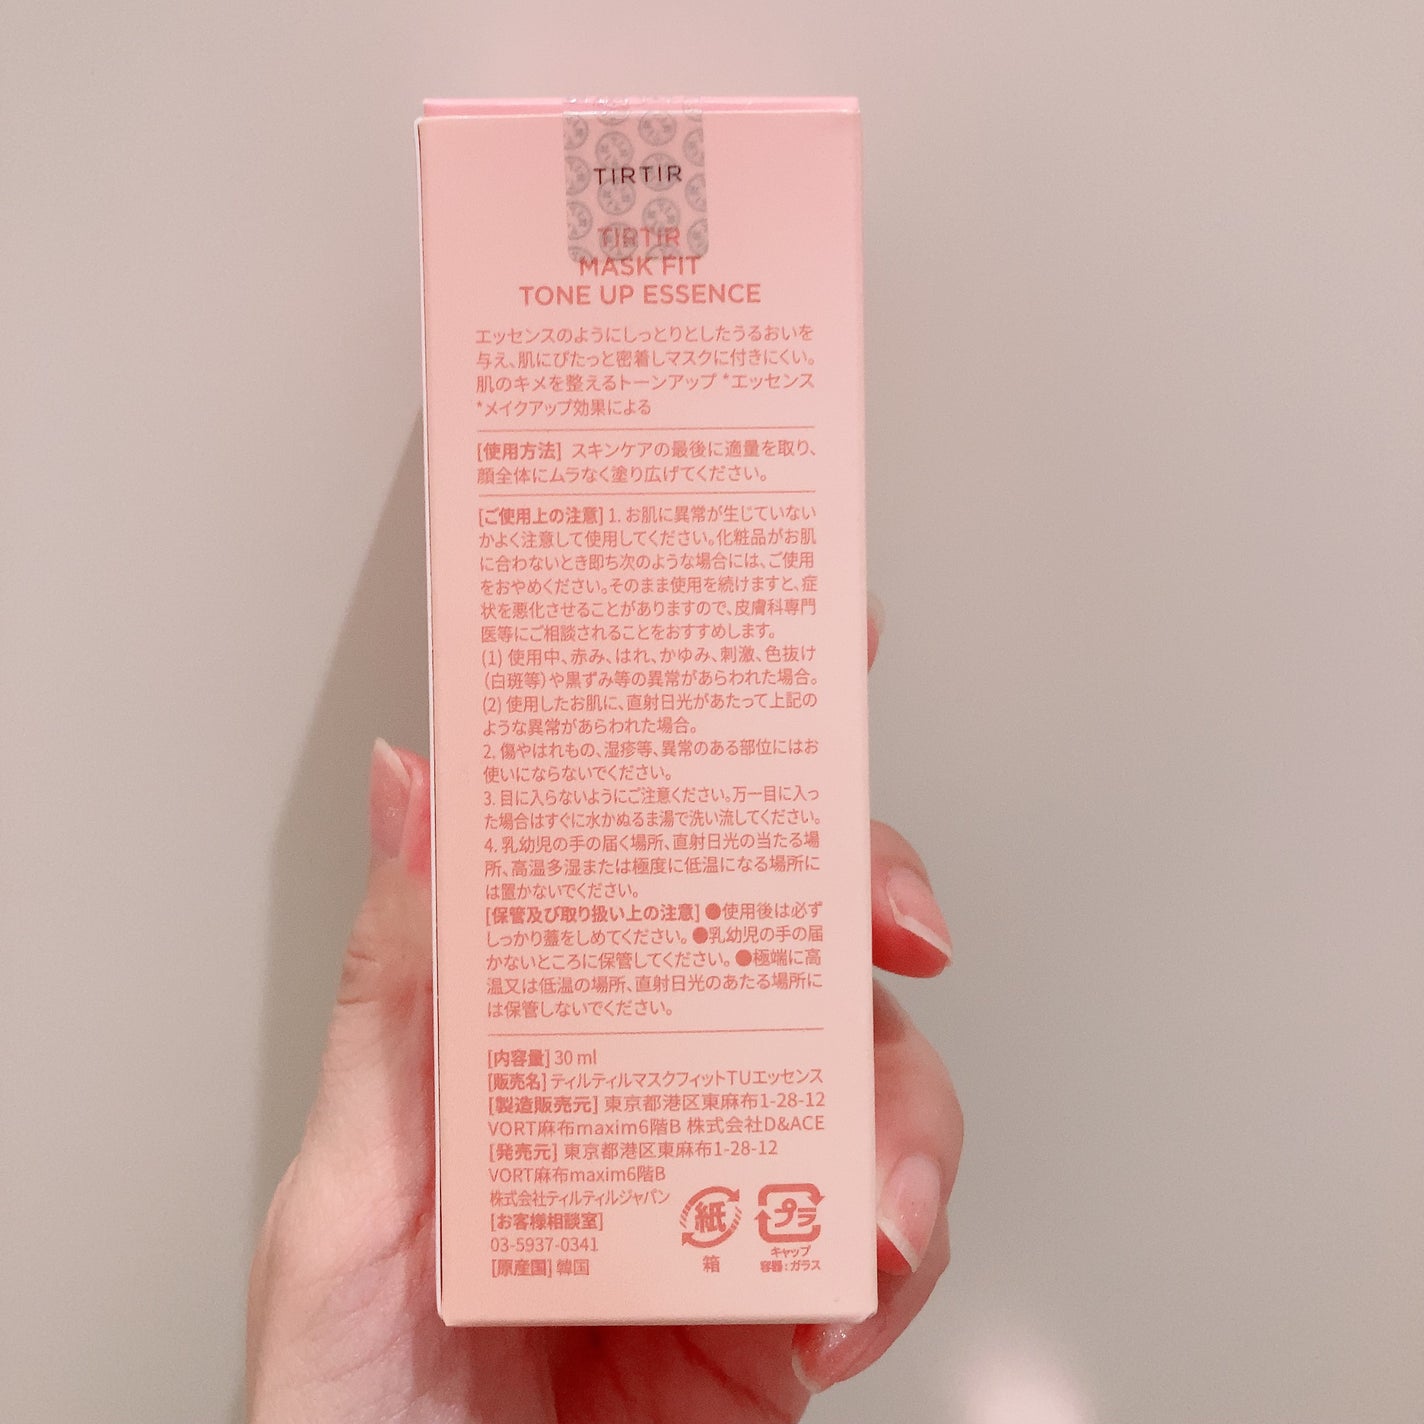 TIRTIR
TIRTIR
MASK FIT
TONE UP ESSENCE
エッセンスのようにしっとりとしたうるおいを
与え、肌にぴたっと密着しマスクに付きにくい。
肌のキメを整えるトーンアップ *エッセンス
*メイクアップ効果による
[使用方法] スキンケアの最後に適量を取り、
顔全体にムラなく塗り広げてください。
[ご使用上の注意] 1. お肌に異常が生じていない
かよく注意して使用してください。化粧品がお肌
に合わないとき即ち次のような場合には、ご使用
をおやめください。そのまま使用を続けますと、症
状を悪化させることがありますので、皮膚科専門
医等にご相談されることをおすすめします。
(1) 使用中、赤み、はれ、かゆみ、刺激、色抜け
(白斑等)や黒ずみ等の異常があらわれた場合。
(2) 使用したお肌に、直射日光があたって上記の
ような異常があらわれた場合。
2. 傷やはれもの、湿疹等、異常のある部位にはお
使いにならないでください。
3. 目に入らないようにご注意ください。万一目に入っ
た場合はすぐに水かぬるま湯で洗い流してください。
4. 乳幼児の手の届く場所、直射日光の当たる場
所、高温多湿または極度に低温になる場所に
は置かないでください。
[保管及び取り扱い上の注意] ●使用後は必ず
しっかり蓋をしめてください。●乳幼児の手の届
かないところに保管してください。●極端に高
温又は低温の場所、直射日光のあたる場所に
は保管しないでください。
[内容量] 30 ml
[販売名] ティルティルマスクフィットTUエッセンス
[製造販売元] 東京都港区東麻布1-28-12
VORT麻布maxim6階B 株式会社D&ACE
[発売元] 東京都港区東麻布1-28-12
VORT麻布maxim6階B
株式会社ティルティルジャパン
[お客様相談室]
03-5937-0341
[原産国] 韓国
紙
箱
プラ
キャップ
容器:ガラス